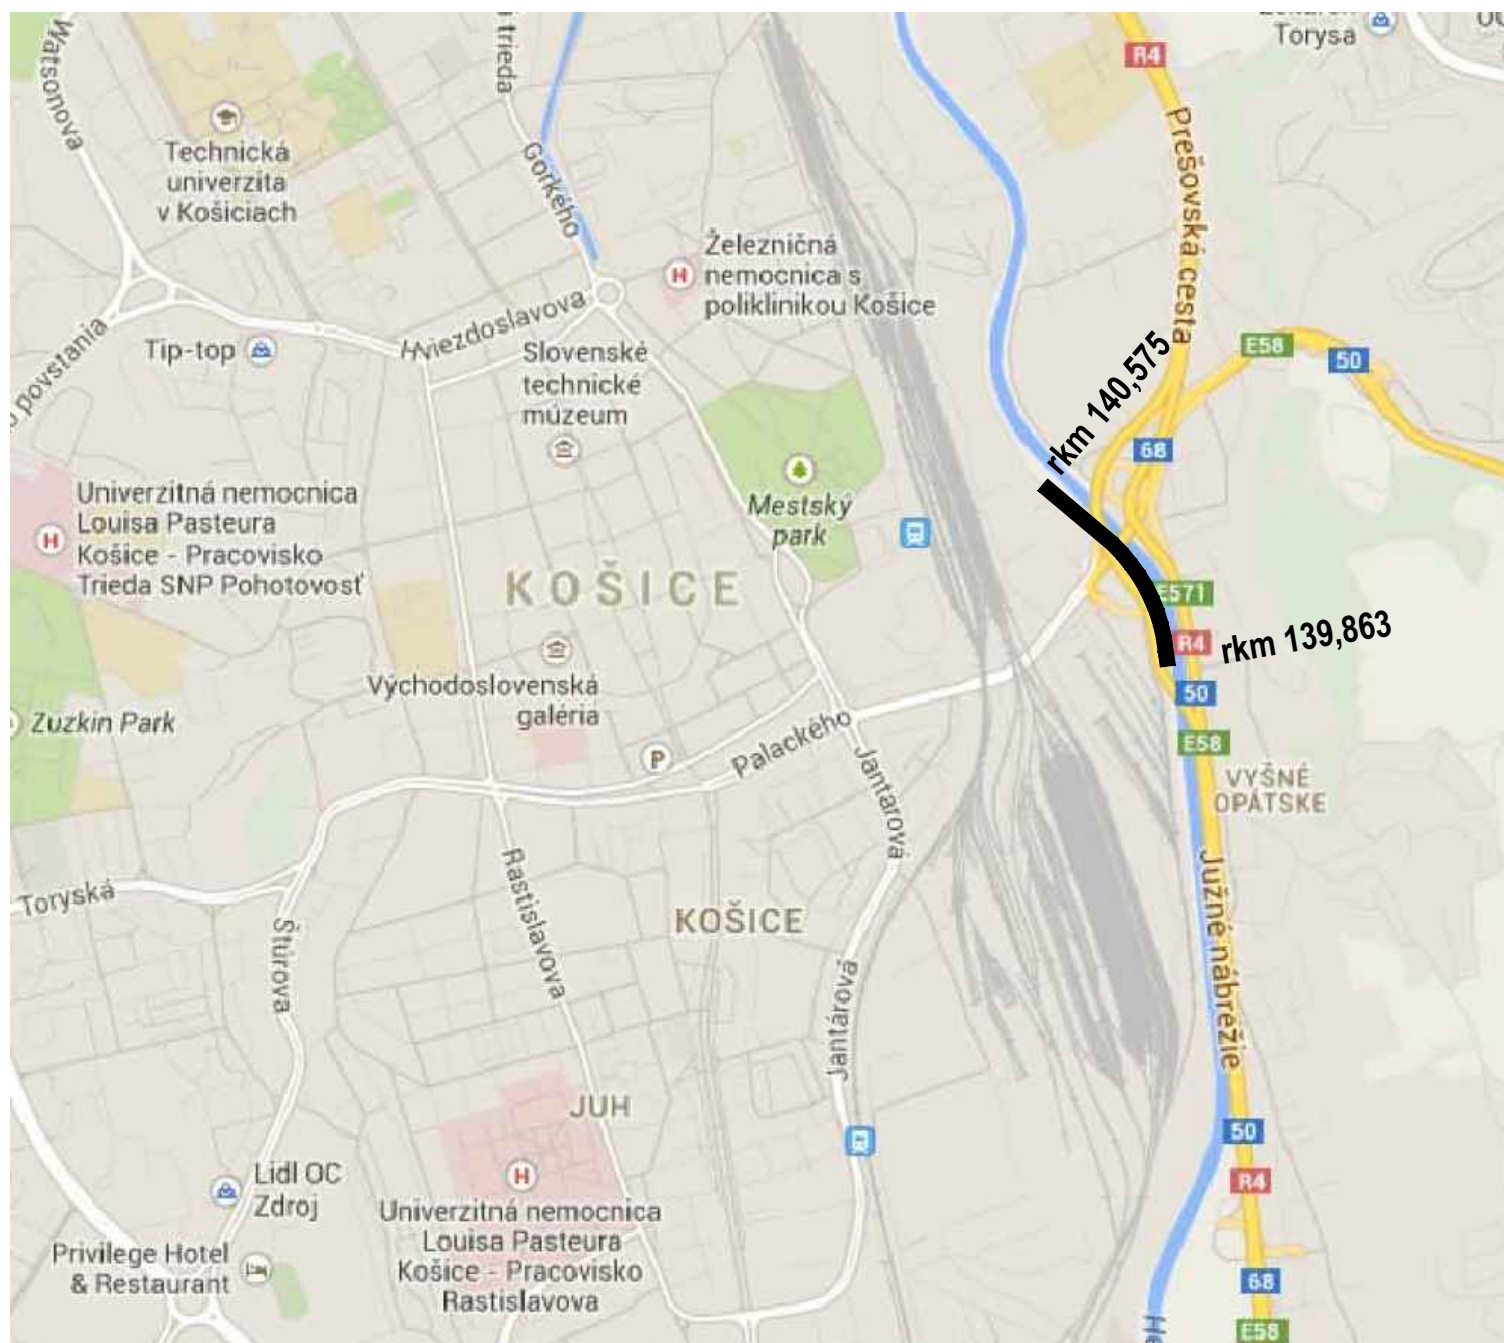 Watsonova
trieda
R4
Torysa
Technická
univerzita
v Košiciach
Gorkého
Prešovská cesta
Železničná
nemocnica s
poliklinikou Košice
Hviezdoslavova
povstania
Tip-top
Slovenské
technické
múzeum
E58
50
rkm 140,575
68
Univerzitná nemocnica
Louisa Pasteura
Košice - Pracovisko
Trieda SNP Pohotovosť
H
H
Mestský
park
KOŠICE
E571
R4
rkm 139,863
50
E58
Východoslovenská
galéria
Zuzkin Park
P
Palackého
Jantarová
VYŠNÉ
OPÁTSKE
Toryská
Rastislavova
Štúrova
KOŠICE
Južné nábrežie
Jantárová
JUH
50
R4
Lidl OC
Zdroj
H
Univerzitná nemocnica
Louisa Pasteura
Košice - Pracovisko
Rastislavova
Privilege Hotel
& Restaurant
68
E58